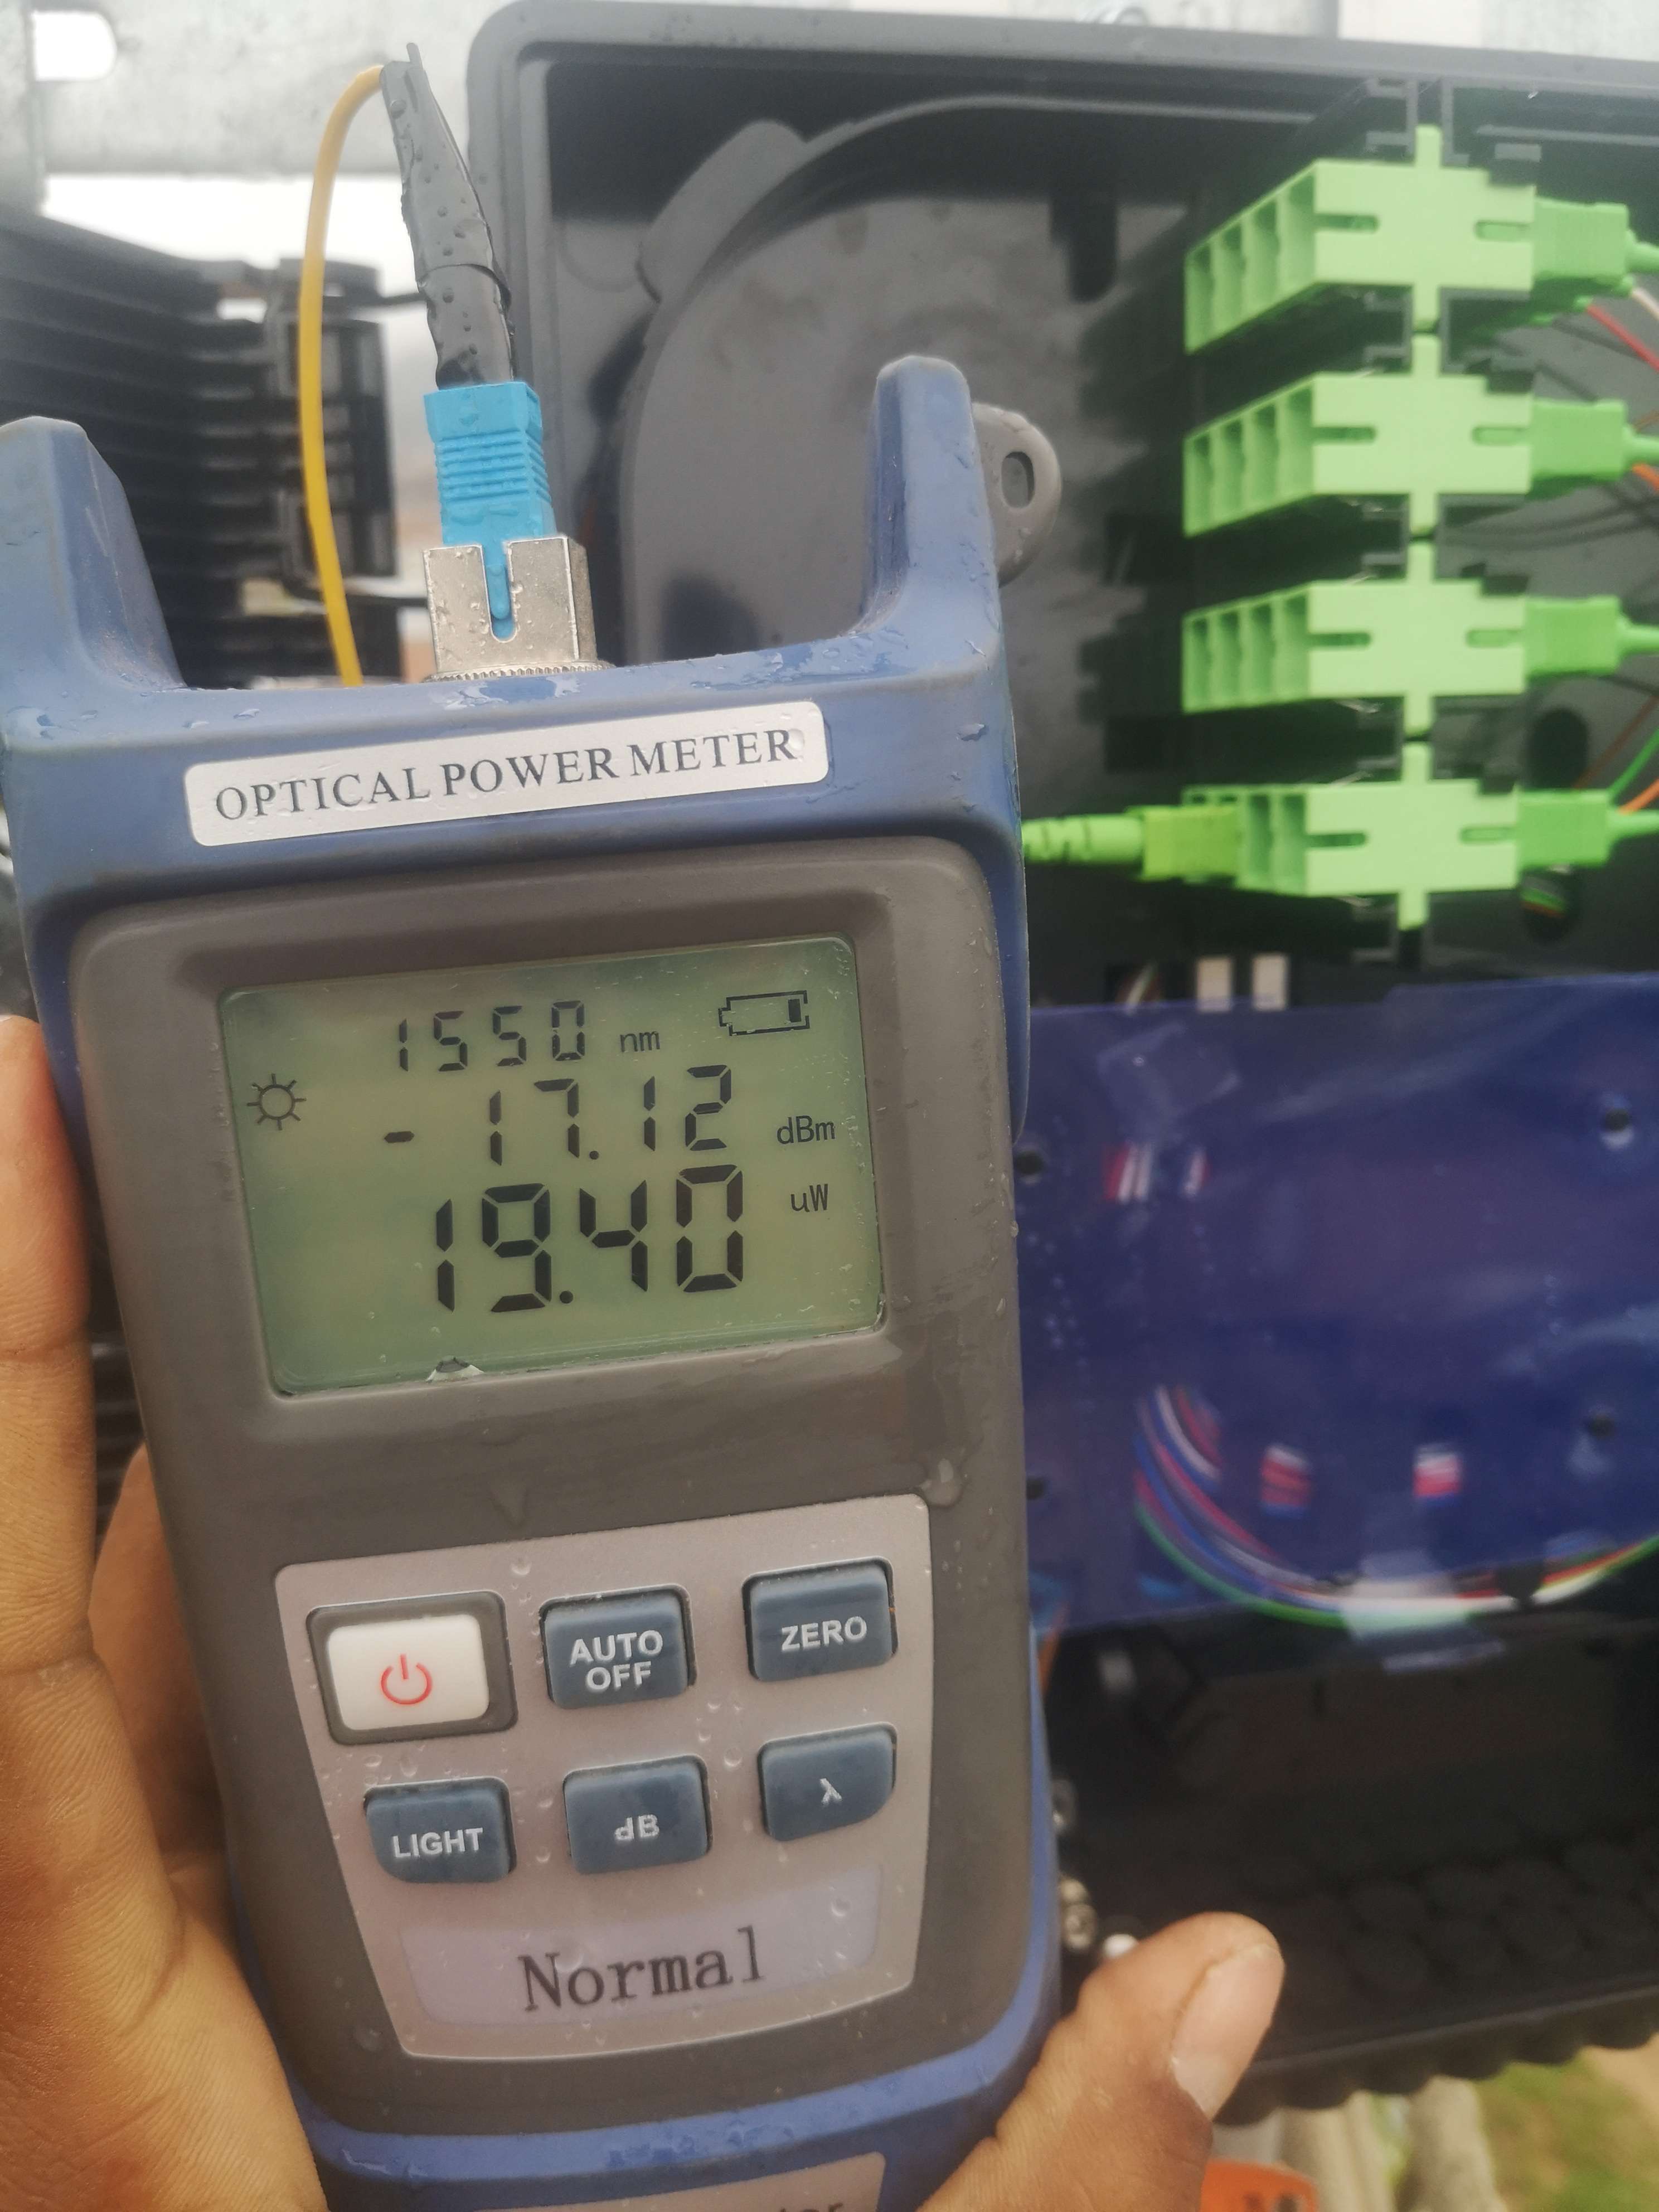 OPTICAL POWER METER
1550 nm
-17.12 dBm
19.40 uW
AUTO OFF
ZERO
LIGHT
dB
λ
Normal